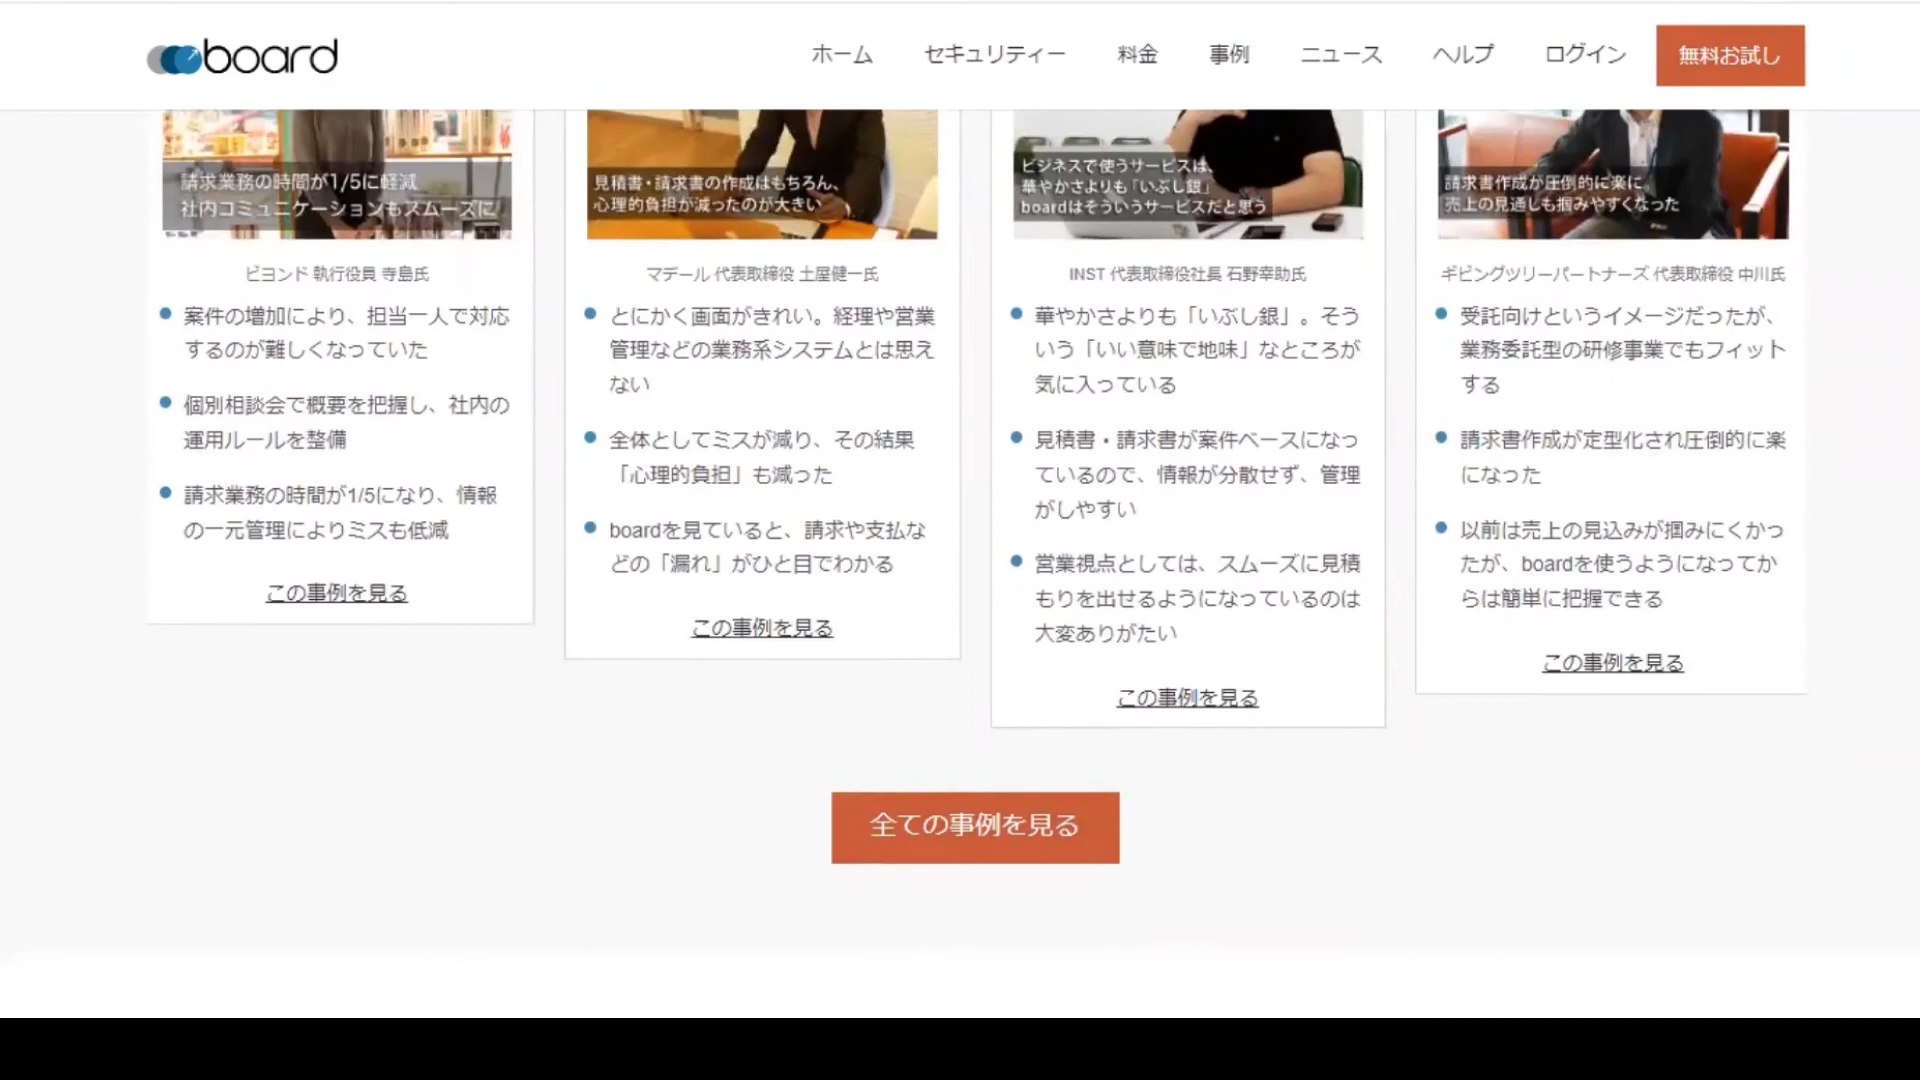 board
ホーム
セキュリティー
料金
事例
ニュース
ヘルプ
ログイン
無料お試し
請求業務の時間が1/5に軽減
社内コミュニケーションもスムーズに
ビヨンド 執行役員 寺島氏
案件の増加により、担当一人で対応
するのが難しくなっていた
個別相談会で概要を把握し、社内の
運用ルールを整備
請求業務の時間が1/5になり、情報
の一元管理によりミスも低減
この事例を見る
見積書・請求書の作成はもちろん、
心理的負担が減ったのが大きい
マデール 代表取締役 土屋健一氏
とにかく画面がきれい。経理や営業
管理などの業務系システムとは思え
ない
全体としてミスが減り、その結果
「心理的負担」も減った
boardを見ていると、請求や支払な
どの「漏れ」がひと目でわかる
この事例を見る
ビジネスで使うサービスは、
華やかさよりも「いぶし銀」
boardはそういうサービスだと思う
INST 代表取締役社長 石野幸助氏
華やかさよりも「いぶし銀」。そう
いう「いい意味で地味」なところが
気に入っている
見積書・請求書が案件ベースになっ
ているので、情報が分散せず、管理
がしやすい
営業視点としては、スムーズに見積
もりを出せるようになっているのは
大変ありがたい
この事例を見る
請求書作成が圧倒的に楽に。
売上の見通しも掴みやすくなった
ギビングツリーパートナーズ 代表取締役 中川氏
受託向けというイメージだったが、
業務委託型の研修事業でもフィット
する
請求書作成が定型化され圧倒的に楽
になった
以前は売上の見込みが掴みにくかっ
たが、boardを使うようになってか
らは簡単に把握できる
この事例を見る
全ての事例を見る